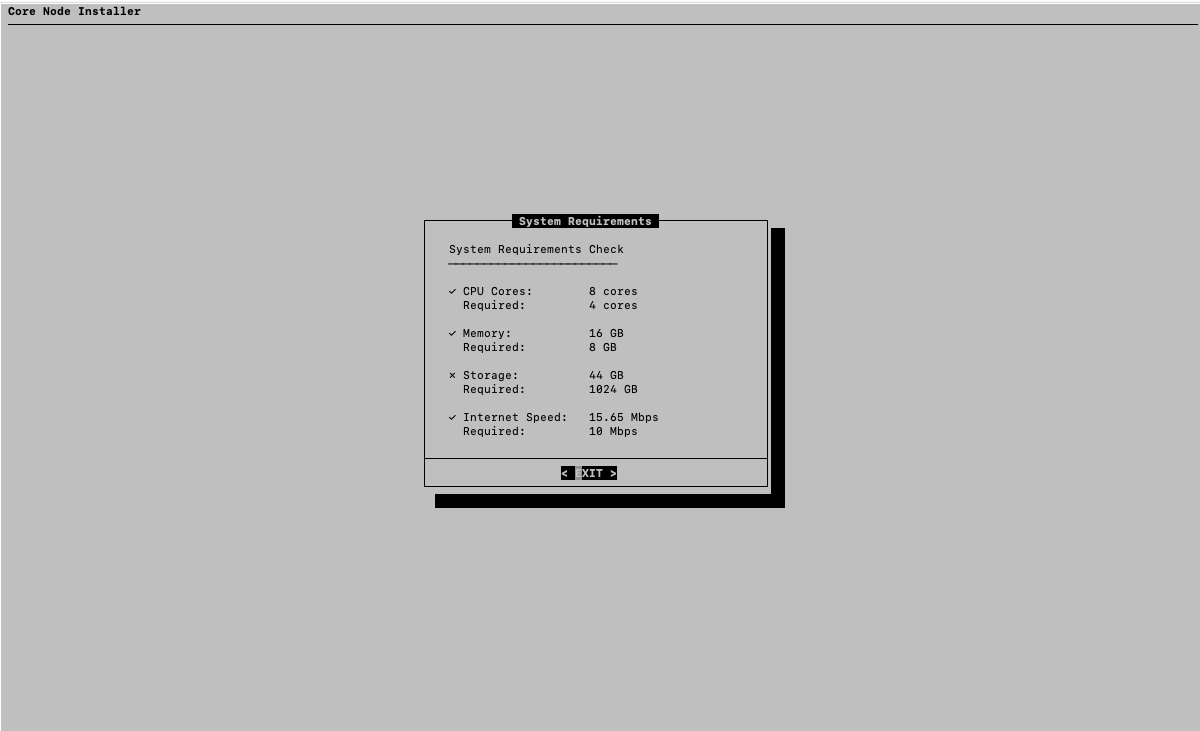 Core Node Installer
System Requirements
System Requirements Check
✓ CPU Cores: 8 cores
Required: 4 cores
✓ Memory: 16 GB
Required: 8 GB
× Storage: 44 GB
Required: 1024 GB
✓ Internet Speed: 15.65 Mbps
Required: 10 Mbps
< EXIT >